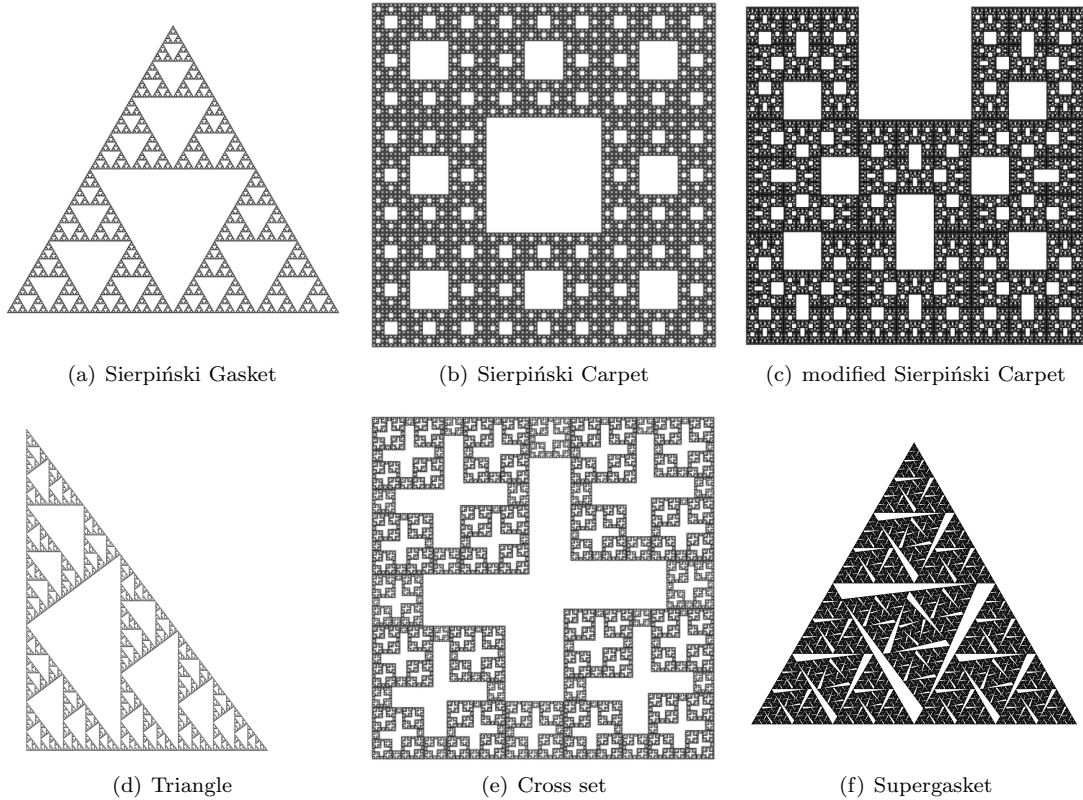 (a) Sierpiński Gasket
(b) Sierpiński Carpet
(c) modified Sierpiński Carpet
(d) Triangle
(e) Cross set
(f) Supergasket